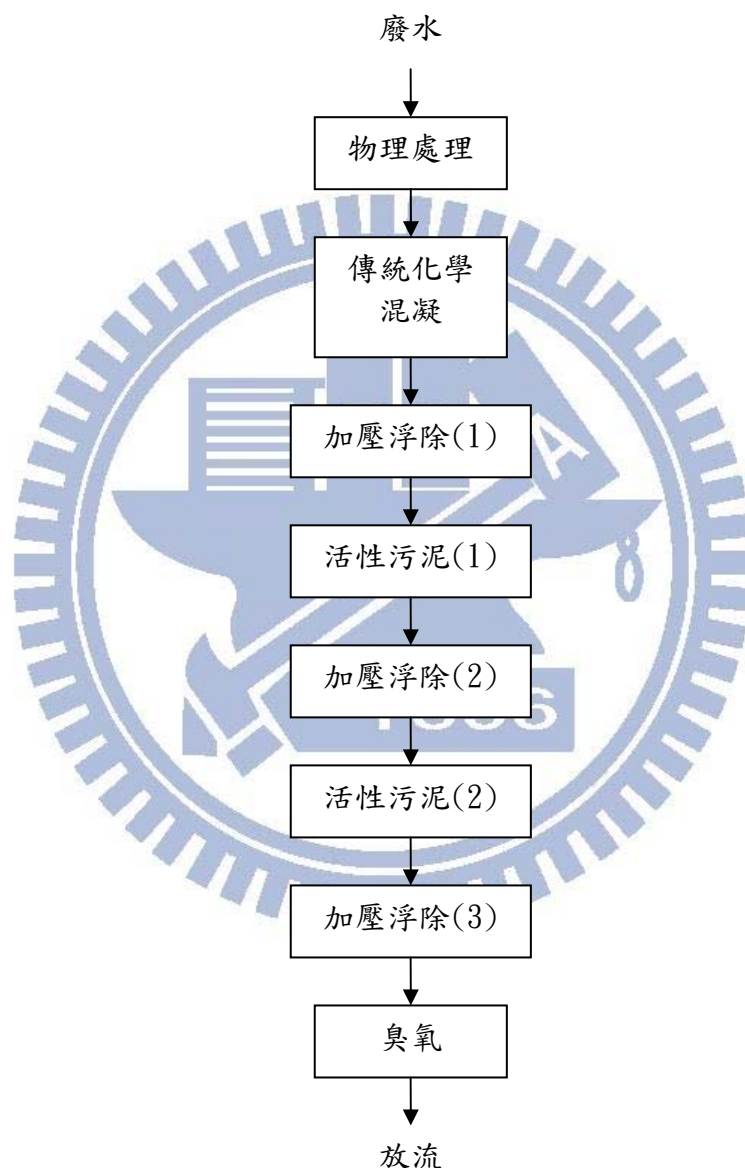 廢水
物理處理
傳統化學
混凝
加壓浮除(1)
活性污泥(1)
A
加壓浮除(2)
活性污泥(2)
加壓浮除(3)
臭氧
放流